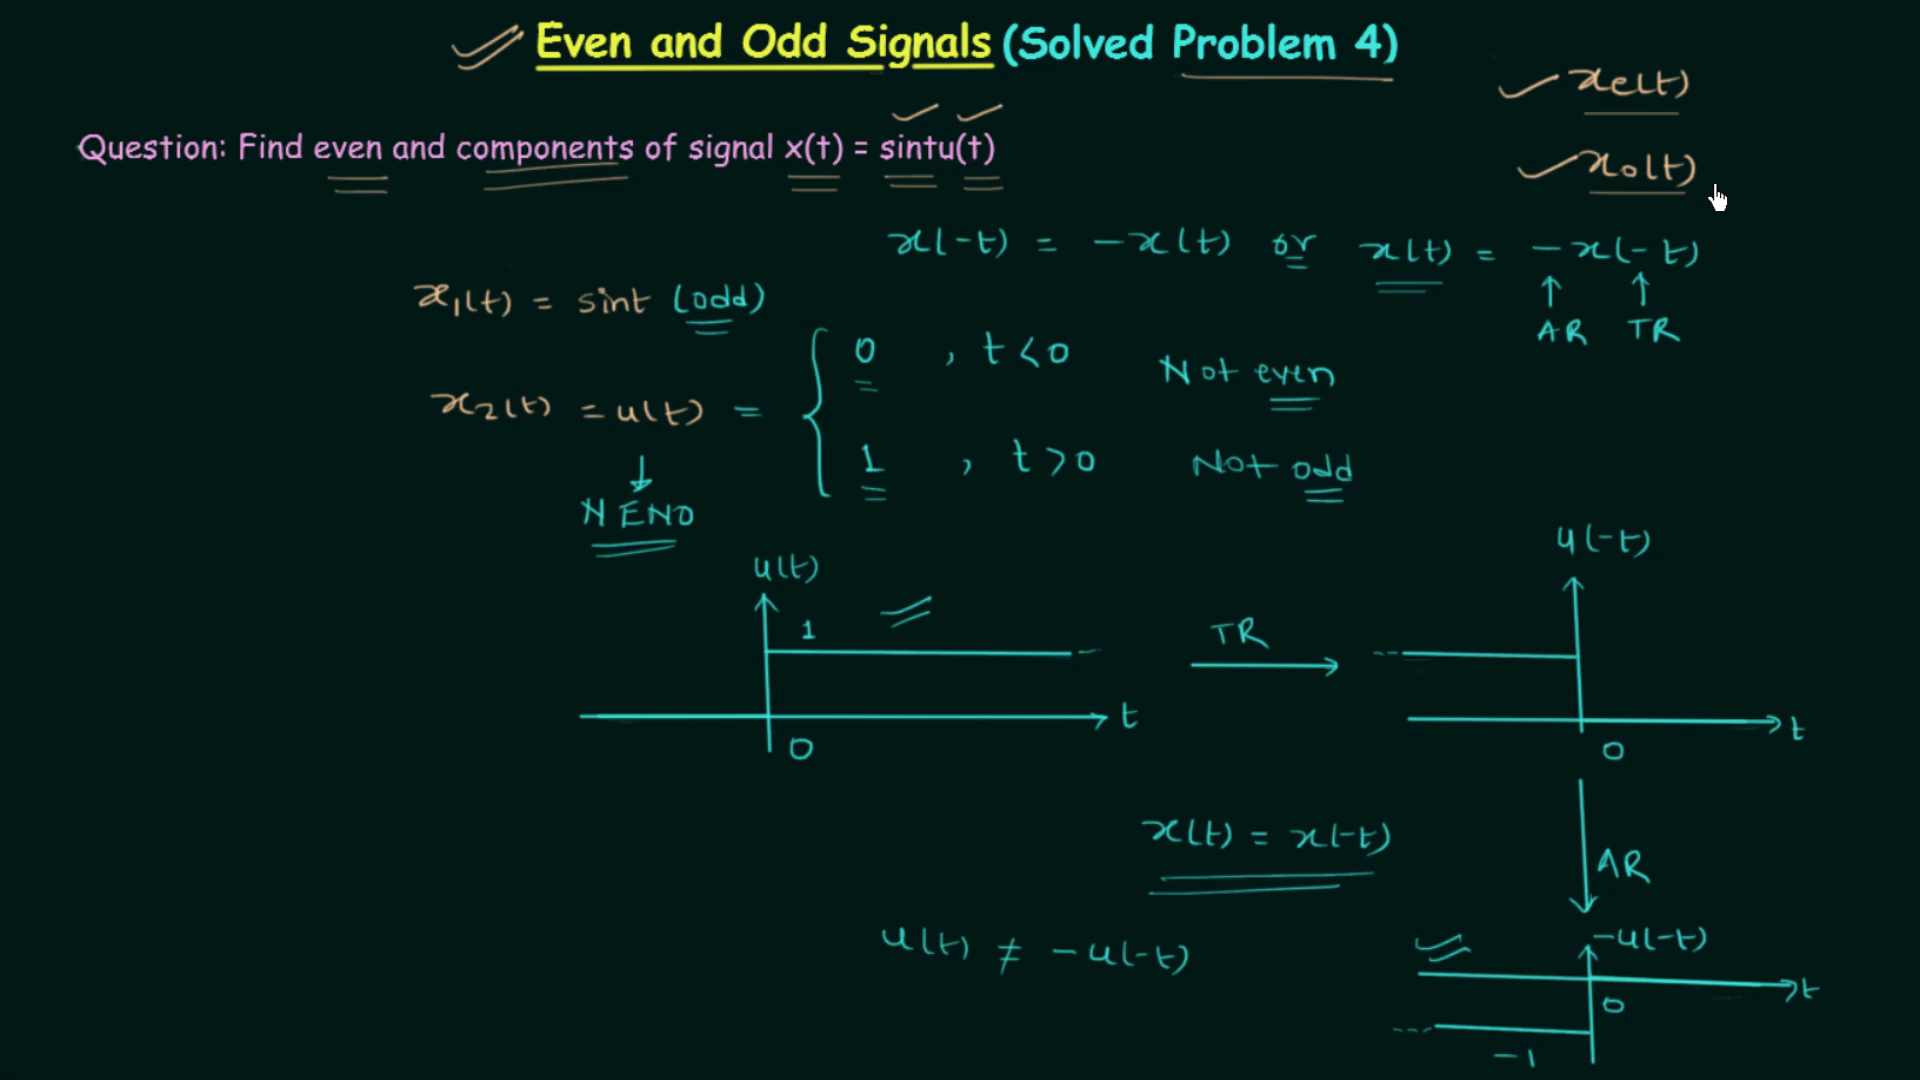 Even and Odd Signals (Solved Problem 4)
xe(t)
Question: Find even and components of signal x(t) = sintu(t)
xo(t)
x(-t) = -x(t) or x(t) = -x(-t)
AR TR
x1(t) = sint (odd)
x2(t) = u(t) = { 0 , t < 0 Not even
1 , t > 0 Not odd
NENO
u(t)
1
0
t
TR
u(-t)
0
t
AR
x(t) = x(-t)
u(t) ≠ -u(-t)
-u(-t)
t
0
-1